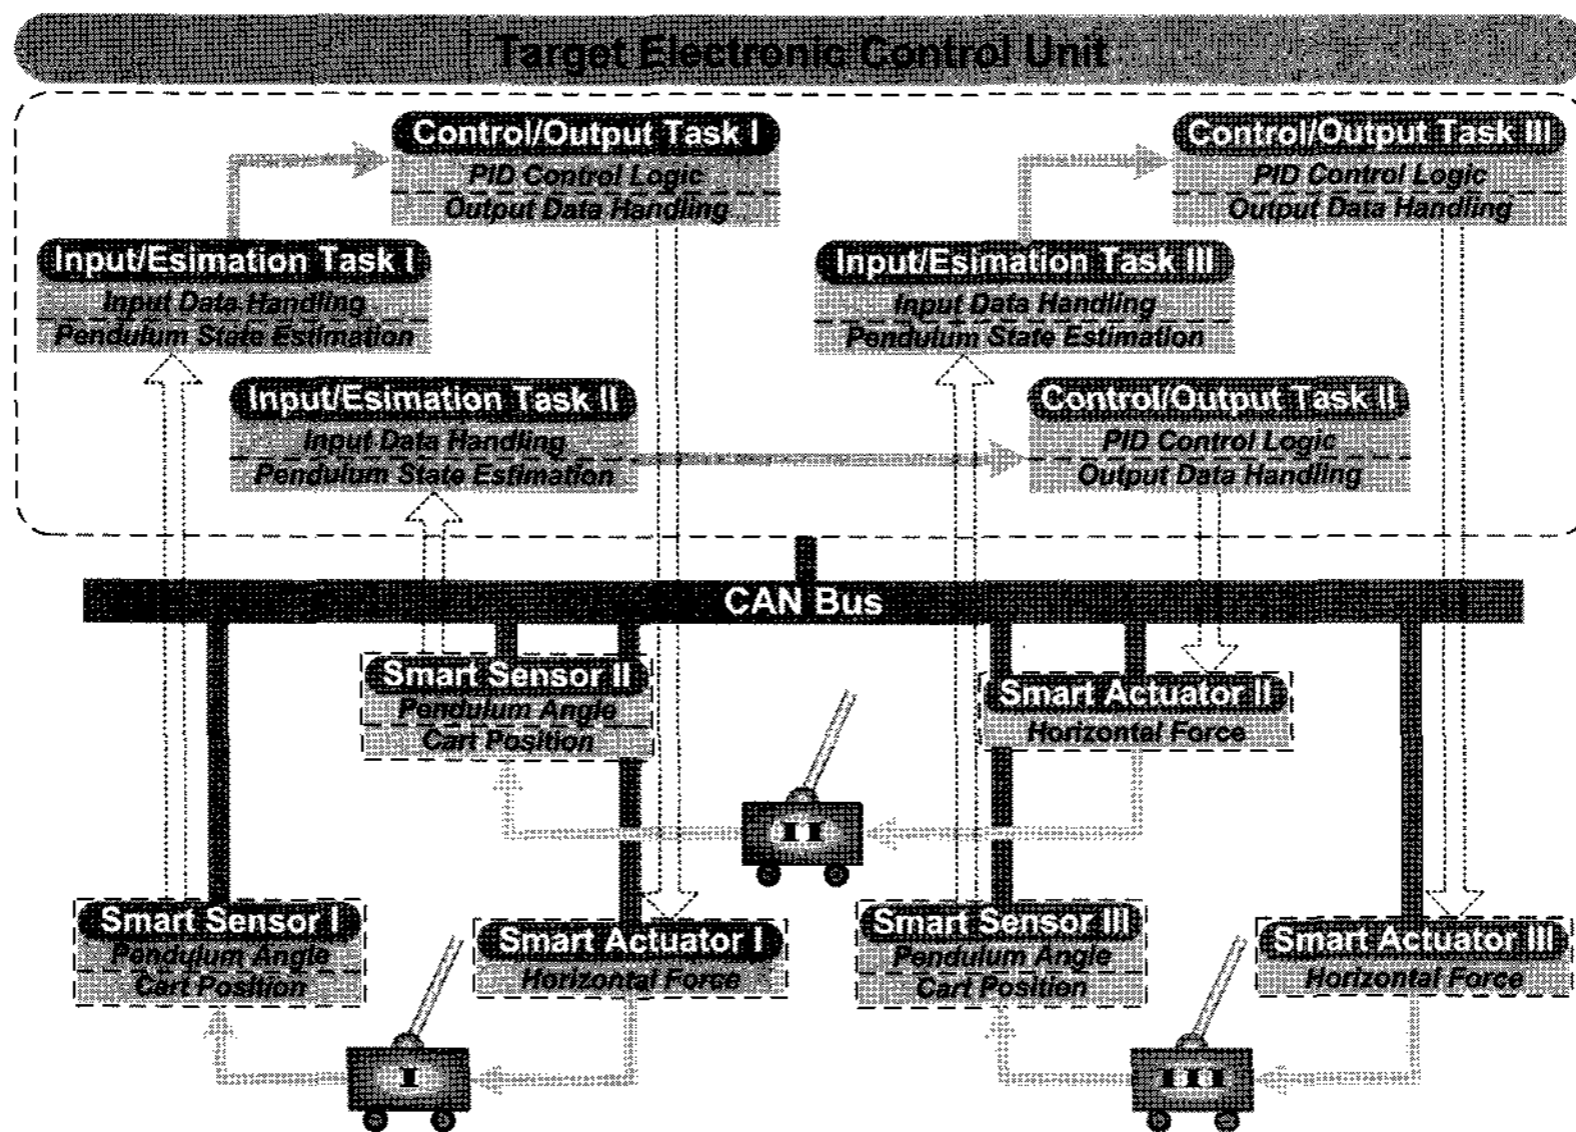 Target Electronic Control Unit
Control/Output Task I
PID Control Logic
Output Data Handling
Control/Output Task III
PID Control Logic
Output Data Handling
Input/Esimation Task I
Input Data Handling
Pendulum State Estimation
Input/Esimation Task III
Input Data Handling
Pendulum State Estimation
Input/Esimation Task II
Input Data Handling
Pendulum State Estimation
Control/Output Task II
PID Control Logic
Output Data Handling
CAN Bus
Smart Sensor II
Pendulum Angle
Cart Position
Smart Actuator II
Horizontal Force
II
Smart Sensor I
Pendulum Angle
Cart Position
Smart Actuator I
Horizontal Force
Smart Sensor III
Pendulum Angle
Cart Position
Smart Actuator III
Horizontal Force
I
III